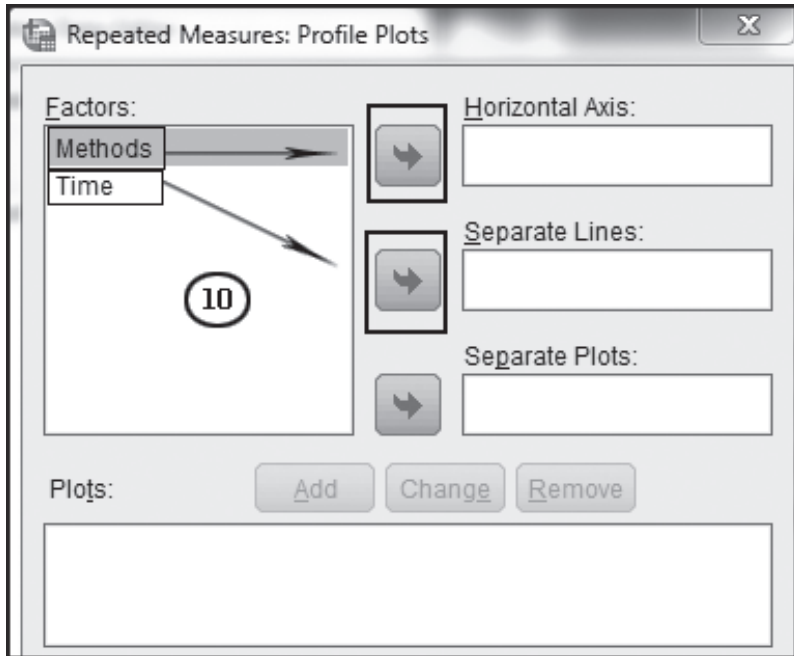 Repeated Measures: Profile Plots
Factors:
Methods
Time
10
Horizontal Axis:
Separate Lines:
Separate Plots:
Plots:
Add Change Remove